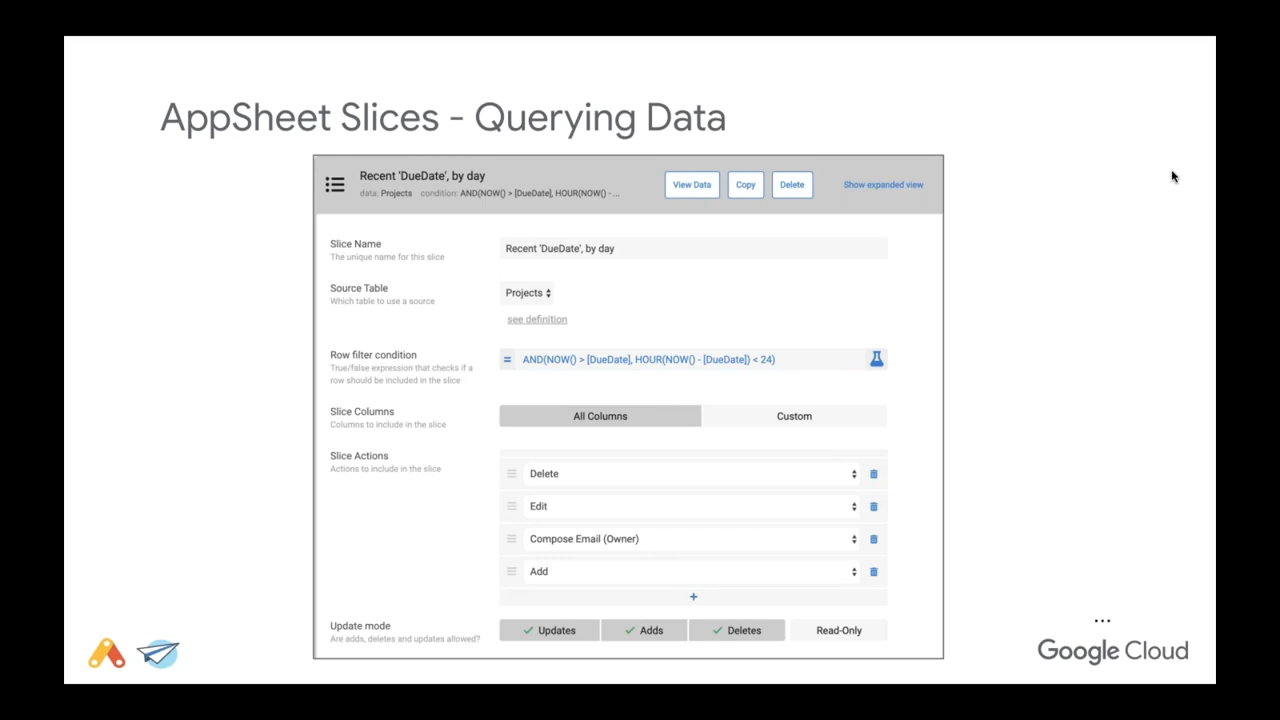 AppSheet Slices - Querying Data
Recent 'DueDate', by day
data: Projects condition: AND(NOW() > [DueDate], HOUR(NOW() - ...
View Data
Copy
Delete
Show expanded view
Slice Name
The unique name for this slice
Recent 'DueDate', by day
Source Table
Which table to use a source
Projects
see definition
Row filter condition
True/false expression that checks if a
row should be included in the slice
= AND(NOW() > [DueDate], HOUR(NOW() - [DueDate]) < 24)
Slice Columns
Columns to include in the slice
All Columns
Custom
Slice Actions
Actions to include in the slice
Delete
Edit
Compose Email (Owner)
Add
+
Update mode
Are adds, deletes and updates allowed?
Updates
Adds
Deletes
Read-Only
...
Google Cloud